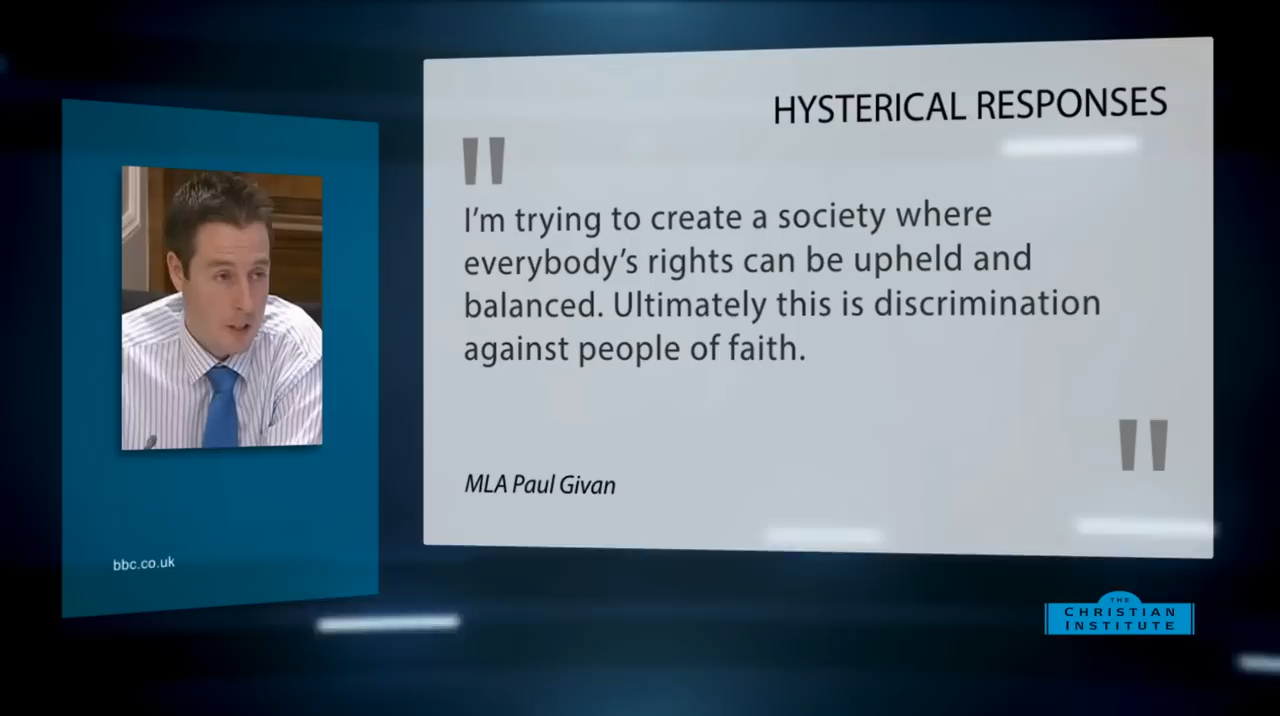 HYSTERICAL RESPONSES
"
I'm trying to create a society where
everybody's rights can be upheld and
balanced. Ultimately this is discrimination
against people of faith.
"
MLA Paul Givan
bbc.co.uk
THE
CHRISTIAN
INSTITUTE